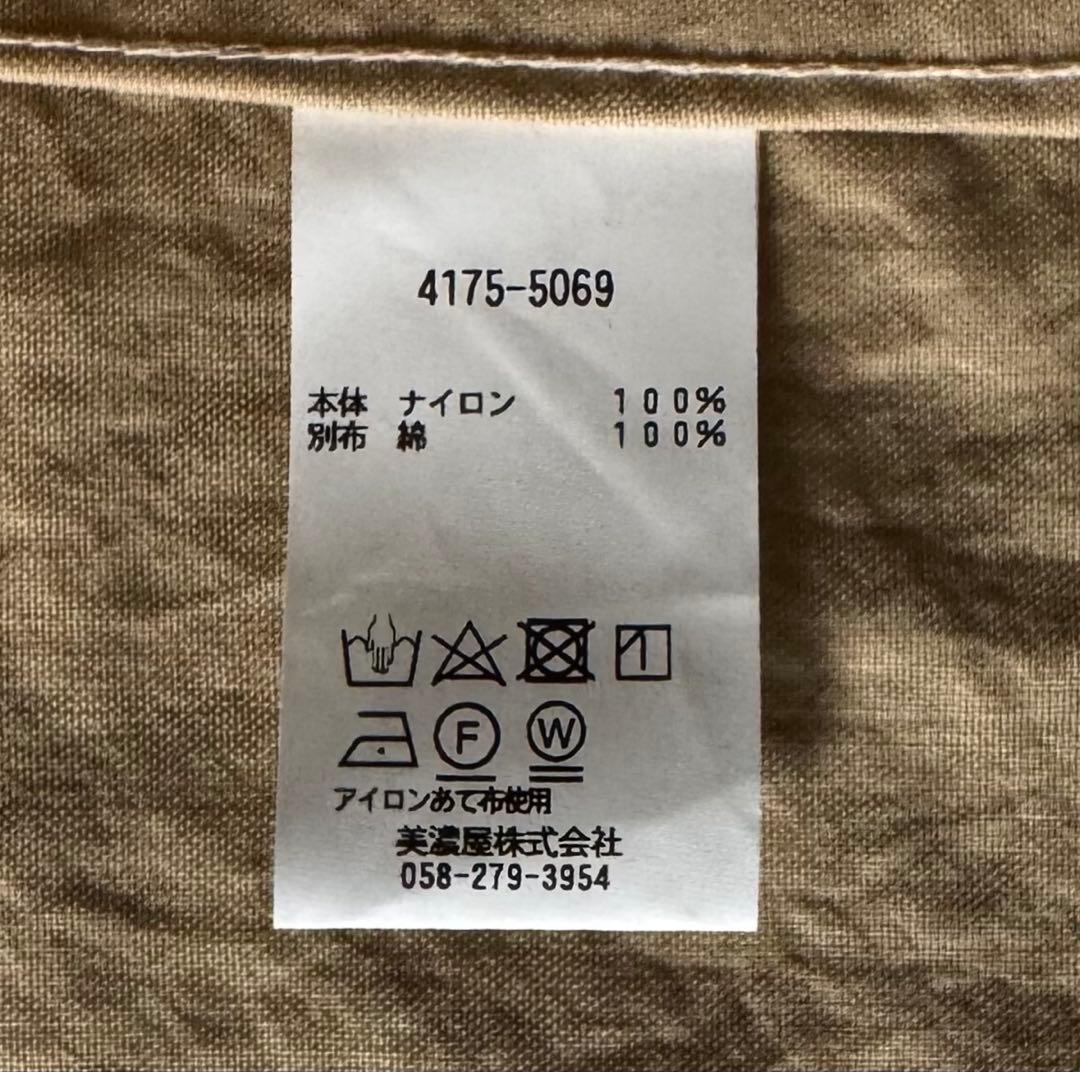 4175-5069
本体 ナイロン 100%
別布 綿 100%
F W
アイロンあて布使用
美濃屋株式会社
058-279-3954